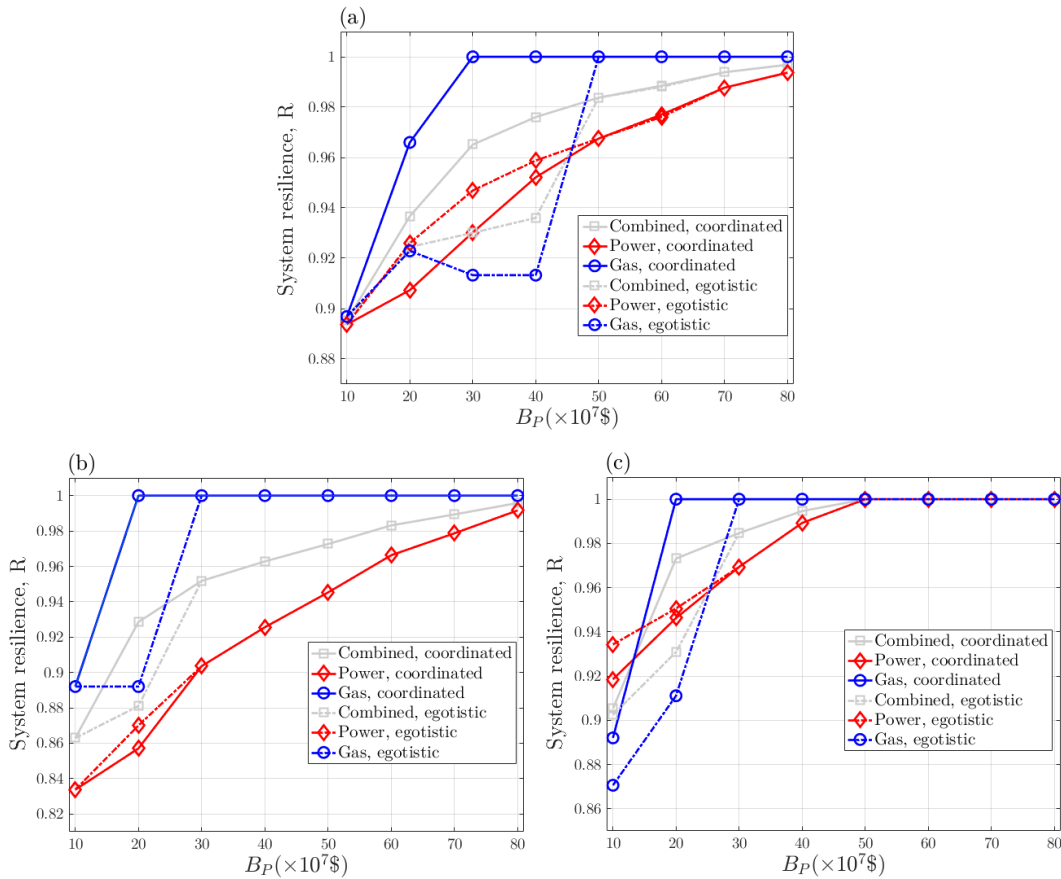 (a)
1
0.98
0.96
0.94
0.92
0.9
0.88
System resilience, R
Combined, coordinated
Power, coordinated
Gas, coordinated
Combined, egotistic
Power, egotistic
Gas, egotistic
10 20 30 40 50 60 70 80
B_P(×10^7$)
(b)
1
0.98
0.96
0.94
0.92
0.9
0.88
0.86
0.84
0.82
System resilience, R
Combined, coordinated
Power, coordinated
Gas, coordinated
Combined, egotistic
Power, egotistic
Gas, egotistic
10 20 30 40 50 60 70 80
B_P(×10^7$)
(c)
1
0.98
0.96
0.94
0.92
0.9
0.88
0.86
System resilience, R
Combined, coordinated
Power, coordinated
Gas, coordinated
Combined, egotistic
Power, egotistic
Gas, egotistic
10 20 30 40 50 60 70 80
B_P(×10^7$)